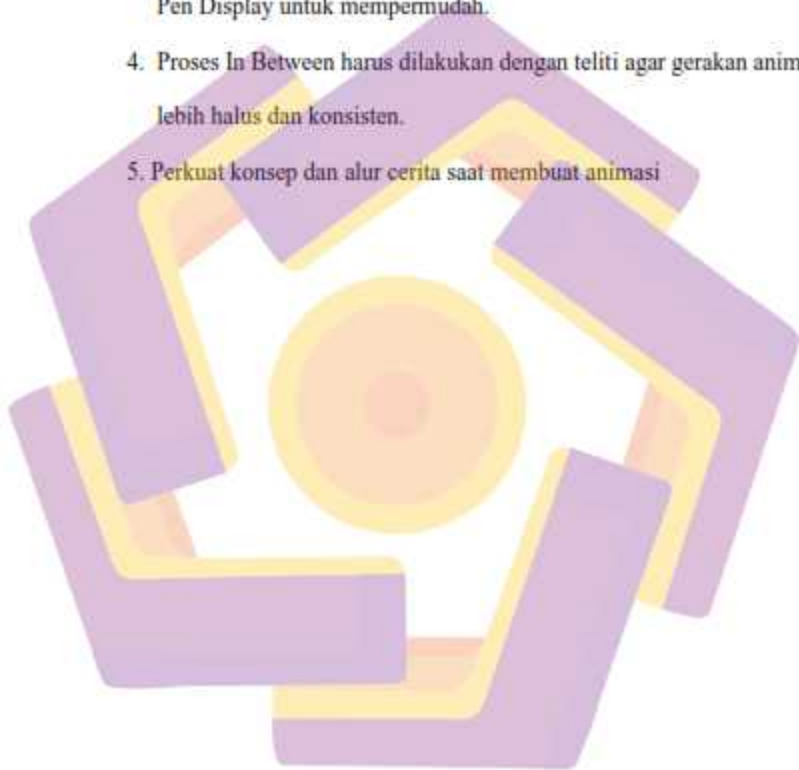 Pen Display untuk mempermudah.
4. Proses In Between harus dilakukan dengan teliti agar gerakan anim
lebih halus dan konsisten.
5. Perkuat konsep dan alur cerita saat membuat animasi